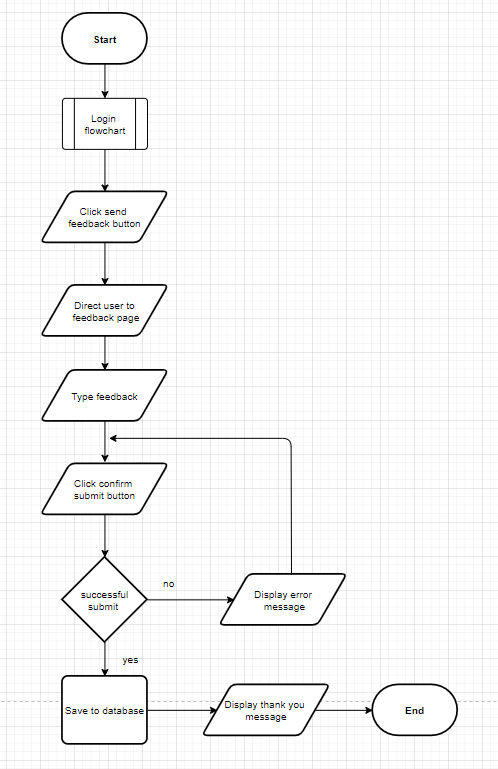 Start
Login
flowchart
Click send
feedback button
Direct user to
feedback page
Type feedback
Click confirm
submit button
successful
submit
no
Display error
message
yes
Save to database
Display thank you
message
End